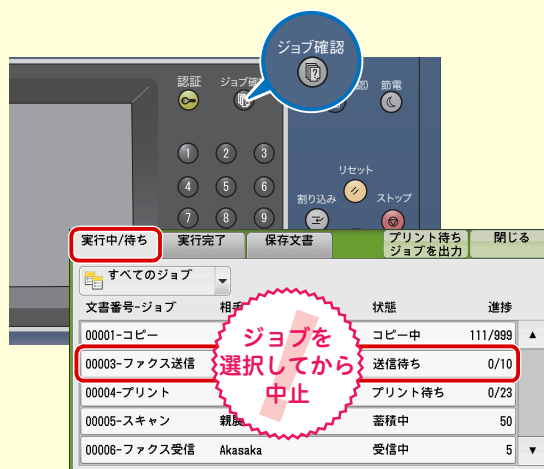 ジョブ確認
認証
ジョブ確
認)
節電
1 2 3
4 5 6
7 8 9
リセット
割り込み
ストップ
実行中/待ち
実行完了
保存文書
プリント待ち
ジョブを出力
閉じる
すべてのジョブ
文書番号-ジョブ 相手 状態 進捗
00001-コピー コピー中 111/999
00003-ファクス送信 送信待ち 0/10
00004-プリント プリント待ち 0/23
00005-スキャン 親展 蓄積中 50
00006-ファクス受信 Akasaka 受信中 5
ジョブを
選択してから
中止